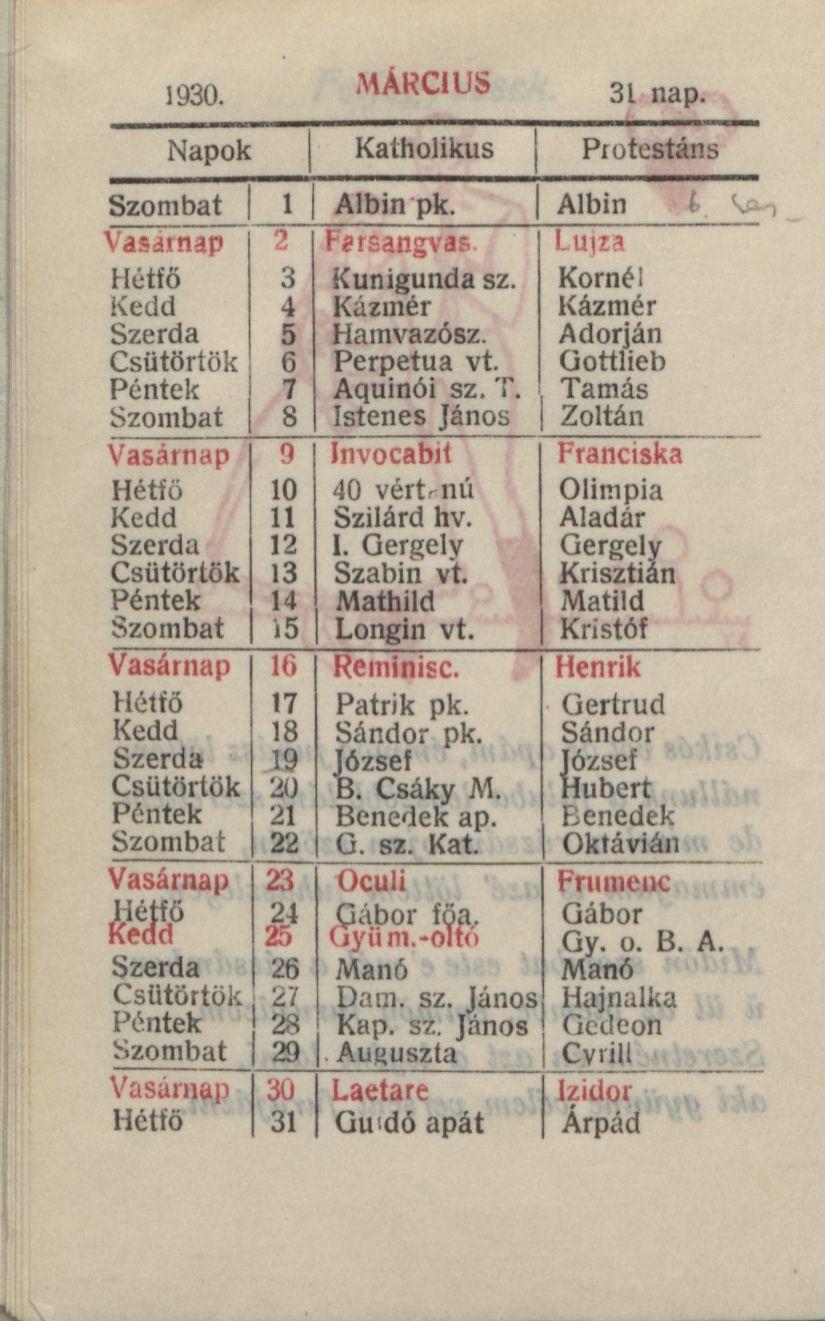 1930. MÁRCIUS 31 nap.
Napok Katholikus Protestáns
Szombat 1 Albin pk. Albin
Vasárnap 2 Farsangvas. Lujza
Hétfő 3 Kunigunda sz. Kornél
Kedd 4 Kázmér Kázmér
Szerda 5 Hamvazósz. Adorján
Csütörtök 6 Perpetua vt. Gottlieb
Péntek 7 Aquinói sz. T. Tamás
Szombat 8 Istenes János Zoltán
Vasárnap 9 Invocabit Franciska
Hétfő 10 40 vértanú Olimpia
Kedd 11 Szilárd hv. Aladár
Szerda 12 I. Gergely Gergely
Csütörtök 13 Szabin vt. Krisztián
Péntek 14 Mathild Matild
Szombat 15 Longin vt. Kristóf
Vasárnap 16 Reminisc. Henrik
Hétfő 17 Patrik pk. Gertrud
Kedd 18 Sándor pk. Sándor
Szerda 19 József József
Csütörtök 20 B. Csáky M. Hubert
Péntek 21 Benedek ap. Benedek
Szombat 22 G. sz. Kat. Oktávián
Vasárnap 23 Oculi Frumenc
Hétfő 24 Gábor főa. Gábor
Kedd 25 Gyüm.-oltó Gy. o. B. A.
Szerda 26 Manó Manó
Csütörtök 27 Dam. sz. János Hajnalka
Péntek 28 Kap. sz. János Gedeon
Szombat 29 Auguszta Cyrill
Vasárnap 30 Laetare Izidor
Hétfő 31 Guidó apát Árpád